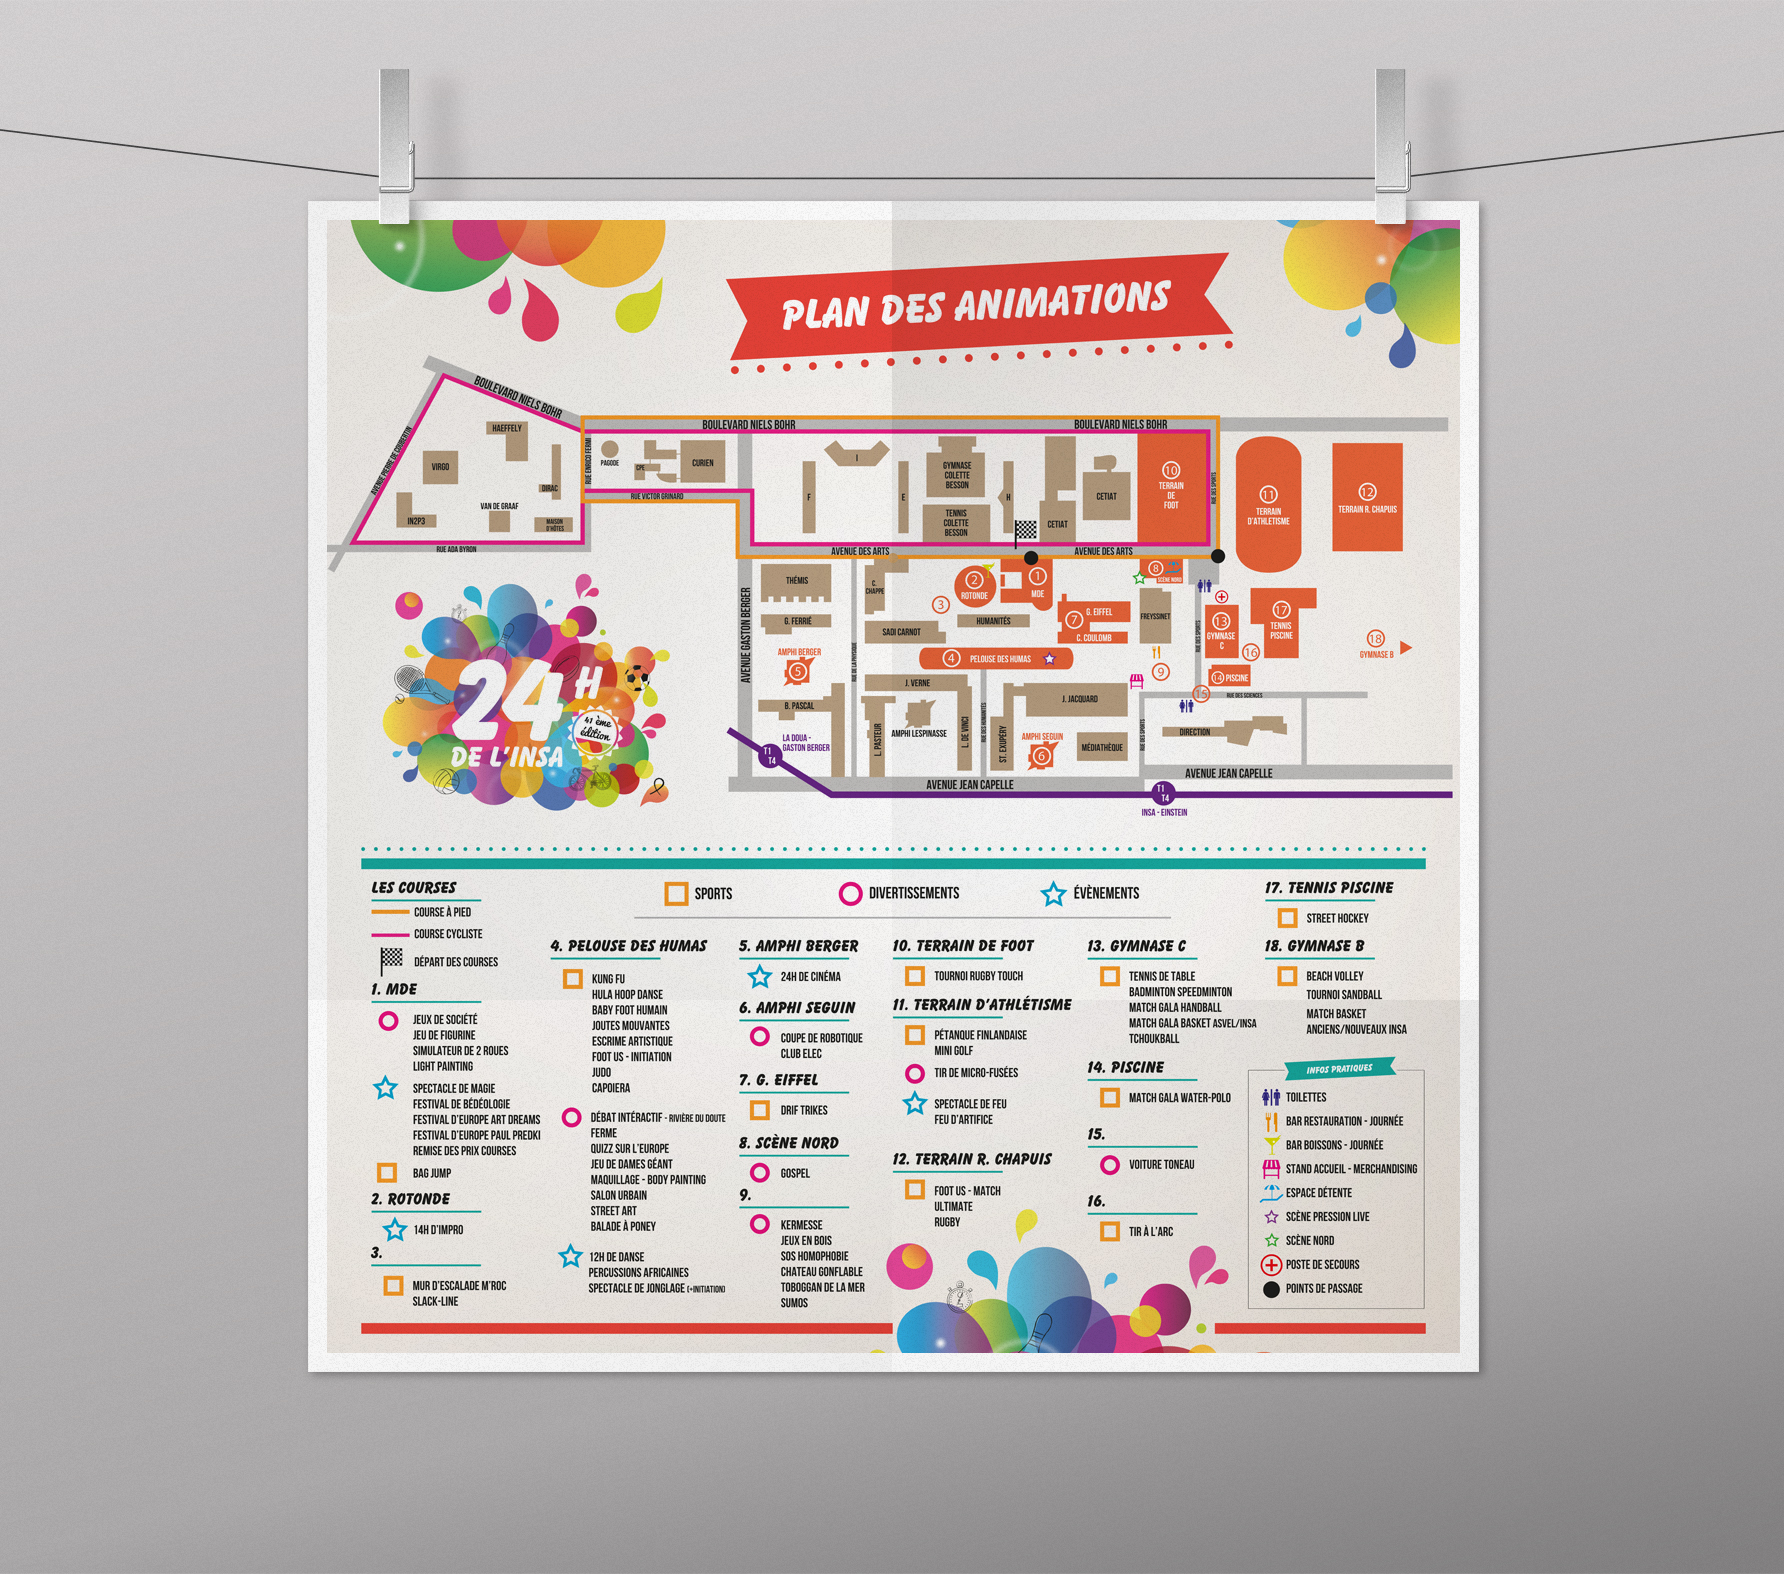 PLAN DES ANIMATIONS
BOULEVARD NIELS BOHR
BOULEVARD NIELS BOHR
BOULEVARD NIELS BOHR
AVENUE PIERRE DE COUBERTIN
HAEFFELY
VIRGO
DIRAC
VAN DE GRAAF
IN2P3
MAISON
D'HÔTES
RUE ADA BYRON
RUE ENRICO FERMI
PAGODE
CPE
CURIEN
RUE VICTOR GRINARD
F
I
E
GYMNASE
COLETTE
BESSON
TENNIS
COLETTE
BESSON
H
CETIAT
CETIAT
10
TERRAIN
DE
FOOT
RUE DES SPORTS
11
TERRAIN
D'ATHLETISME
12
TERRAIN R. CHAPUIS
AVENUE DES ARTS
AVENUE DES ARTS
AVENUE GASTON BERGER
THÉMIS
G. FERRIÉ
AMPHI BERGER
5
B. PASCAL
RUE DE LA PHYSIQUE
C.
CHAPPE
SADI CARNOT
3
2
ROTONDE
1
MDE
HUMANITÉS
7
G. EIFFEL
C. COULOMB
8
SCÈNE NORD
FREYSSINET
9
RUE DES SPORTS
13
GYMNASE
C
17
TENNIS
PISCINE
16
14 PISCINE
15
RUE DES SCIENCES
18
GYMNASE B
4
PELOUSE DES HUMAS
J. VERNE
L. PASTEUR
AMPHI LESPINASSE
L. DE VINCI
RUE DES HUMANITÉS
ST. EXUPÉRY
J. JACQUARD
AMPHI SEGUIN
6
MÉDIATHÈQUE
RUE DES SPORTS
DIRECTION
LA DOUA -
GASTON BERGER
T1
T4
AVENUE JEAN CAPELLE
AVENUE JEAN CAPELLE
T1
T4
INSA - EINSTEIN
24H
DE L'INSA
41 ème
édition
LES COURSES
COURSE À PIED
COURSE CYCLISTE
DÉPART DES COURSES
SPORTS
DIVERTISSEMENTS
ÉVÈNEMENTS
1. MDE
JEUX DE SOCIÉTÉ
JEU DE FIGURINE
SIMULATEUR DE 2 ROUES
LIGHT PAINTING
SPECTACLE DE MAGIE
FESTIVAL DE BÉDÉOLOGIE
FESTIVAL D'EUROPE ART DREAMS
FESTIVAL D'EUROPE PAUL PREDKI
REMISE DES PRIX COURSES
BAG JUMP
2. ROTONDE
14H D'IMPRO
3.
MUR D'ESCALADE M'ROC
SLACK-LINE
4. PELOUSE DES HUMAS
KUNG FU
HULA HOOP DANSE
BABY FOOT HUMAIN
JOUTES MOUVANTES
ESCRIME ARTISTIQUE
FOOT US - INITIATION
JUDO
CAPOIERA
DÉBAT INTÉRACTIF - RIVIÈRE DU DOUTE
FERME
QUIZZ SUR L'EUROPE
JEU DE DAMES GÉANT
MAQUILLAGE - BODY PAINTING
SALON URBAIN
STREET ART
BALADE À PONEY
12H DE DANSE
PERCUSSIONS AFRICAINES
SPECTACLE DE JONGLAGE (+INITIATION)
5. AMPHI BERGER
24H DE CINÉMA
6. AMPHI SEGUIN
COUPE DE ROBOTIQUE
CLUB ELEC
7. G. EIFFEL
DRIF TRIKES
8. SCÈNE NORD
GOSPEL
9.
KERMESSE
JEUX EN BOIS
SOS HOMOPHOBIE
CHATEAU GONFLABLE
TOBOGGAN DE LA MER
SUMOS
10. TERRAIN DE FOOT
TOURNOI RUGBY TOUCH
11. TERRAIN D'ATHLÉTISME
PÉTANQUE FINLANDAISE
MINI GOLF
TIR DE MICRO-FUSÉES
SPECTACLE DE FEU
FEU D'ARTIFICE
12. TERRAIN R. CHAPUIS
FOOT US - MATCH
ULTIMATE
RUGBY
13. GYMNASE C
TENNIS DE TABLE
BADMINTON SPEEDMINTON
MATCH GALA HANDBALL
MATCH GALA BASKET ASVEL/INSA
TCHOUKBALL
14. PISCINE
MATCH GALA WATER-POLO
15.
VOITURE TONEAU
16.
TIR À L'ARC
17. TENNIS PISCINE
STREET HOCKEY
18. GYMNASE B
BEACH VOLLEY
TOURNOI SANDBALL
MATCH BASKET
ANCIENS/NOUVEAUX INSA
INFOS PRATIQUES
TOILETTES
BAR RESTAURATION - JOURNÉE
BAR BOISSONS - JOURNÉE
STAND ACCUEIL - MERCHANDISING
ESPACE DÉTENTE
SCÈNE PRESSION LIVE
SCÈNE NORD
POSTE DE SECOURS
POINTS DE PASSAGE